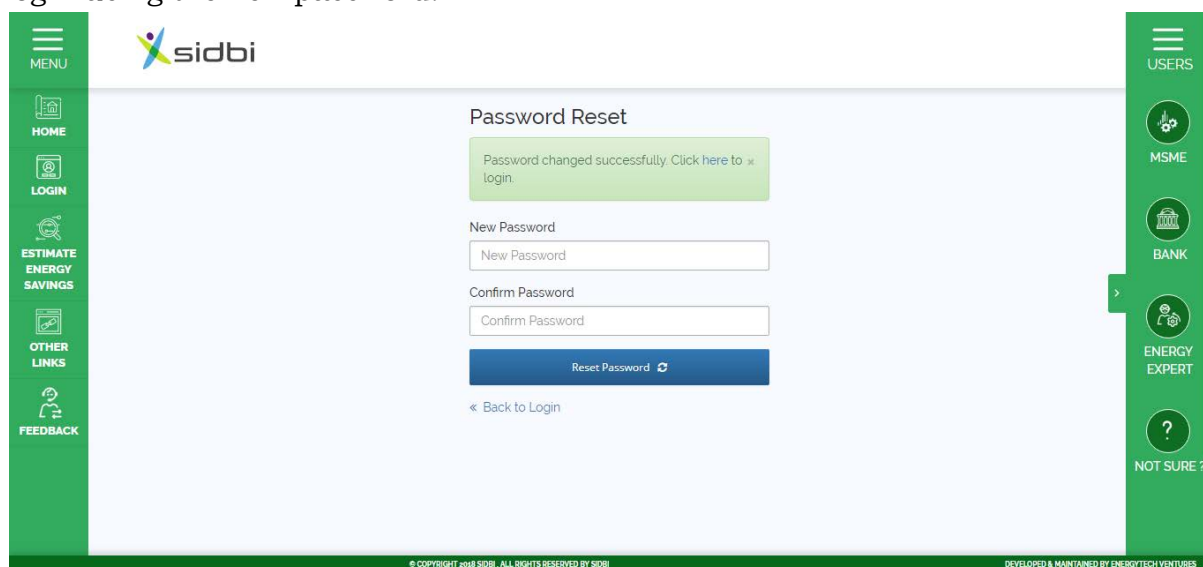 MENU
sidbi
USERS
HOME
LOGIN
ESTIMATE
ENERGY
SAVINGS
OTHER
LINKS
FEEDBACK
Password Reset
Password changed successfully. Click here to ×
login.
New Password
New Password
Confirm Password
Confirm Password
Reset Password
« Back to Login
MSME
BANK
>
ENERGY
EXPERT
?
NOT SURE ?
© COPYRIGHT 2018 SIDBI . ALL RIGHTS RESERVED BY SIDBI
DEVELOPED & MAINTAINED BY ENERGYTECH VENTURES